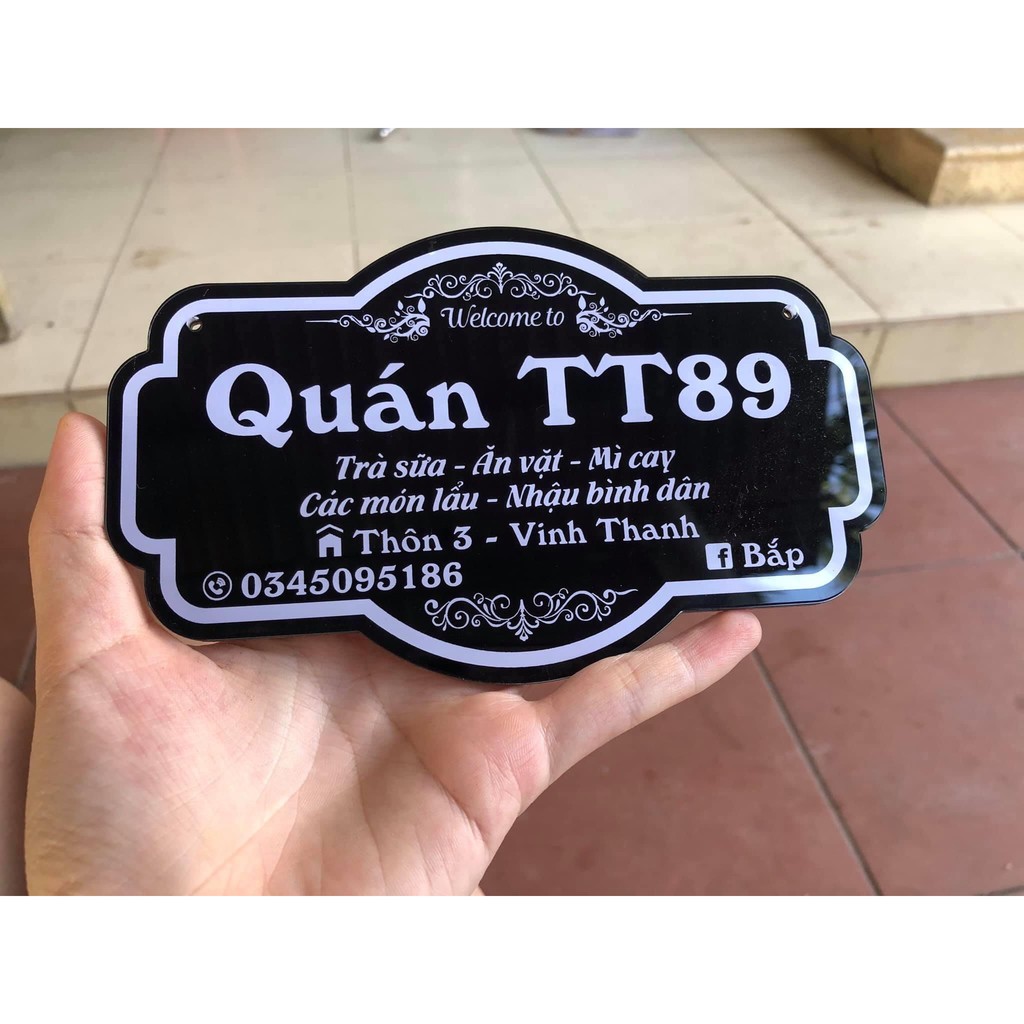 Welcome to
Quán TT89
Trà sữa - Ăn vặt - Mì cay
Các món lẩu - Nhậu bình dân
Thôn 3 - Vinh Thanh
f Bắp
0345095186